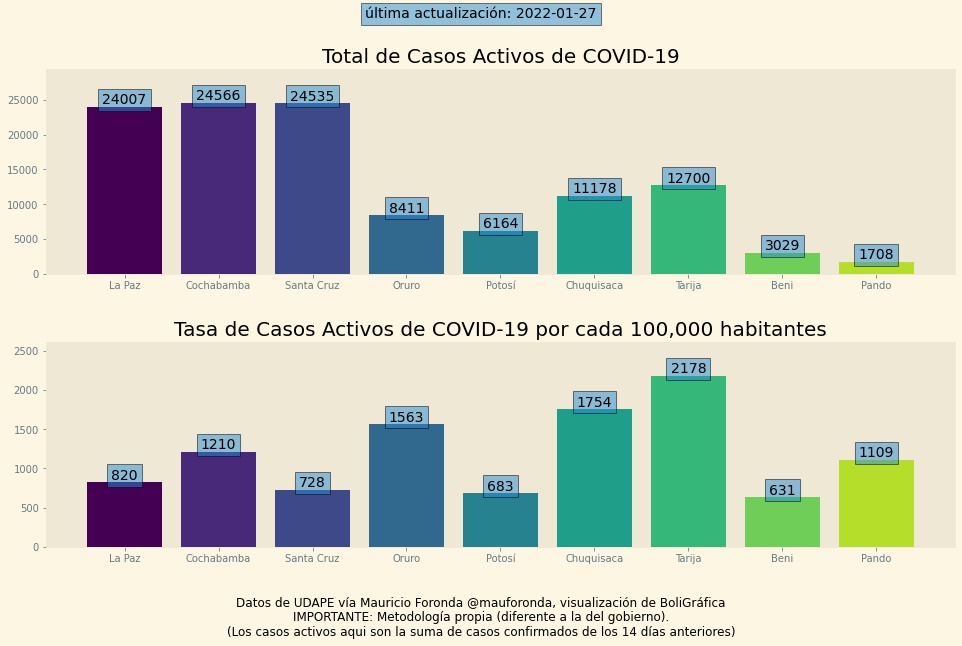 última actualización: 2022-01-27
Total de Casos Activos de COVID-19
25000
20000
15000
10000
5000
0
24007
24566
24535
8411
6164
11178
12700
3029
1708
La Paz
Cochabamba
Santa Cruz
Oruro
Potosí
Chuquisaca
Tarija
Beni
Pando
Tasa de Casos Activos de COVID-19 por cada 100,000 habitantes
2500
2000
1500
1000
500
0
820
1210
728
1563
683
1754
2178
631
1109
La Paz
Cochabamba
Santa Cruz
Oruro
Potosí
Chuquisaca
Tarija
Beni
Pando
Datos de UDAPE vía Mauricio Foronda @mauforonda, visualización de BoliGráfica
IMPORTANTE: Metodología propia (diferente a la del gobierno).
(Los casos activos aqui son la suma de casos confirmados de los 14 días anteriores)